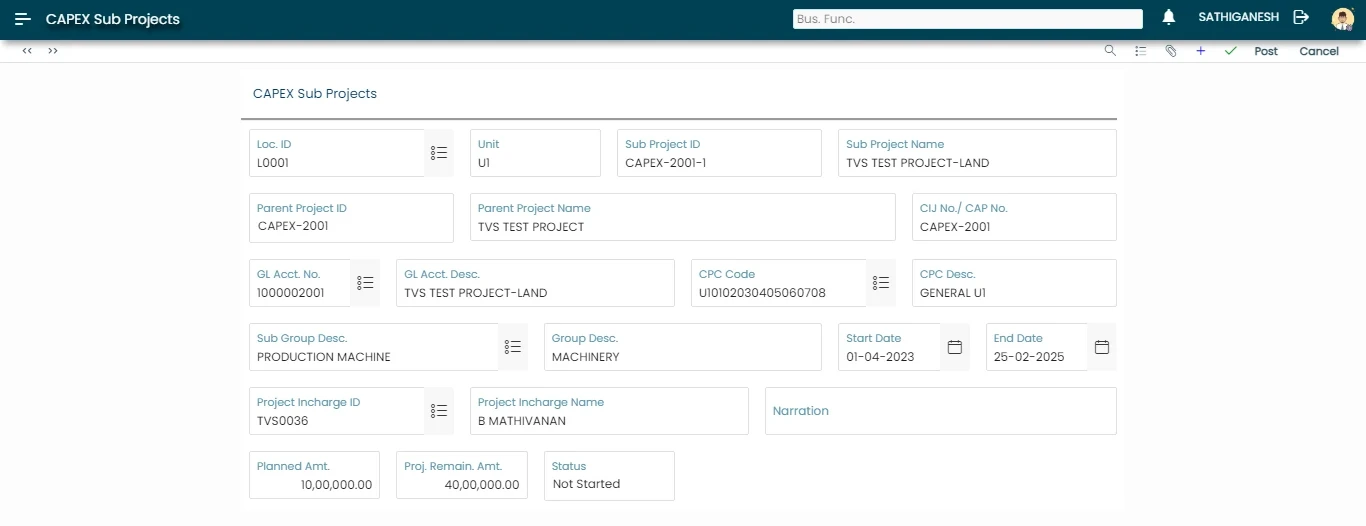 CAPEX Sub Projects
Bus. Func.
SATHIGANESH
Post Cancel
CAPEX Sub Projects
Loc. ID Unit Sub Project ID Sub Project Name
L0001 U1 CAPEX-2001-1 TVS TEST PROJECT-LAND
Parent Project ID Parent Project Name CIJ No./ CAP No.
CAPEX-2001 TVS TEST PROJECT CAPEX-2001
GL Acct. No. GL Acct. Desc. CPC Code CPC Desc.
1000002001 TVS TEST PROJECT-LAND U10102030405060708 GENERAL U1
Sub Group Desc. Group Desc. Start Date End Date
PRODUCTION MACHINE MACHINERY 01-04-2023 25-02-2025
Project Incharge ID Project Incharge Name Narration
TVS0036 B MATHIVANAN
Planned Amt. Proj. Remain. Amt. Status
10,00,000.00 40,00,000.00 Not Started